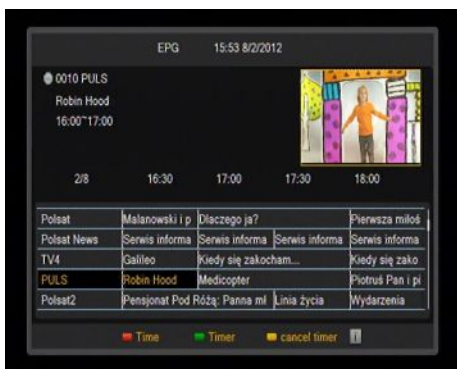 EPG 15:53 8/2/2012
0010 PULS
Robin Hood
16:00~17:00
2/8 16:30 17:00 17:30 18:00
Polsat Malanowski i p Dlaczego ja? Pierwsza miłoś
Polsat News Serwis informa Serwis informa Serwis informa Serwis informa
TV4 Galileo Kiedy się zakocham... Kiedy się zako
PULS Robin Hood Medicopter Piotruś Pan i pi
Polsat2 Pensjonat Pod Różą: Panna mł Linia życia Wydarzenia
Time Timer cancel timer i